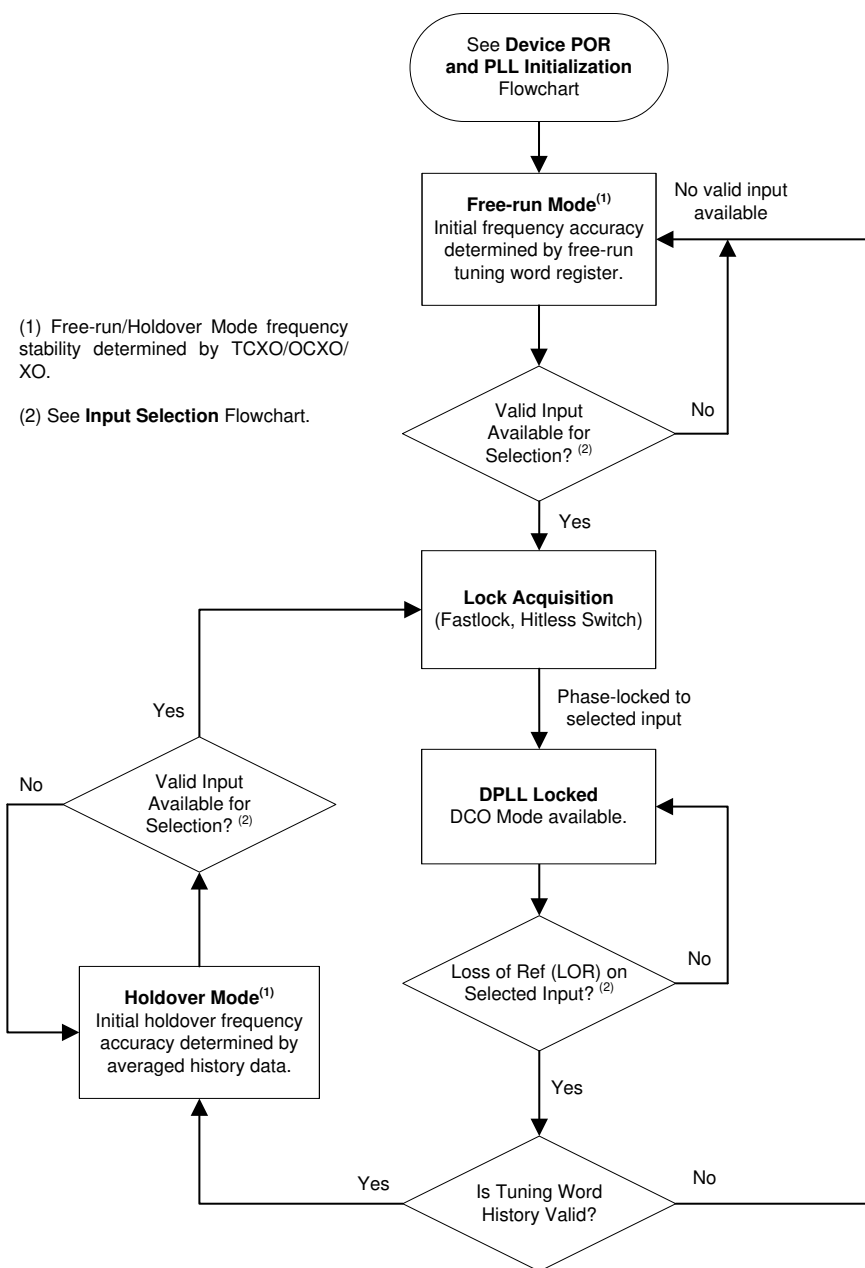 See Device POR
and PLL Initialization
Flowchart
Free-run Mode(1)
Initial frequency accuracy
determined by free-run
tuning word register.
No valid input
available
(1) Free-run/Holdover Mode frequency
stability determined by TCXO/OCXO/
XO.
(2) See Input Selection Flowchart.
Valid Input
Available for
Selection? (2)
No
Yes
Lock Acquisition
(Fastlock, Hitless Switch)
Phase-locked to
selected input
Yes
No
Valid Input
Available for
Selection? (2)
DPLL Locked
DCO Mode available.
Loss of Ref (LOR) on
Selected Input? (2)
No
Holdover Mode(1)
Initial holdover frequency
accuracy determined by
averaged history data.
Yes
Yes
Is Tuning Word
History Valid?
No